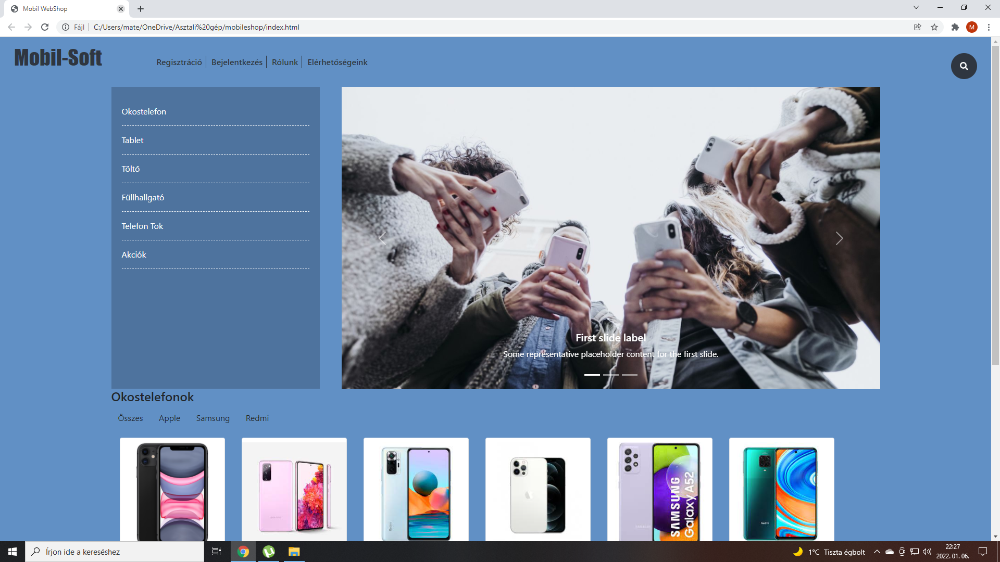 Mobil WebShop
Fájl
C:/Users/mate/OneDrive/Asztali%20gép/mobileshop/index.html
M
Mobil-Soft
Regisztráció
Bejelentkezés
Rólunk
Elérhetőségeink
Okostelefon
Tablet
Töltő
Füllhallgató
Telefon Tok
Akciók
First slide label
Some representative placeholder content for the first slide.
Okostelefonok
Összes
Apple
Samsung
Redmi
Redmi
SAMSUNG
Galaxy A52
Redmi
Írjon ide a kereséshez
1°C Tiszta égbolt
22:27
2022. 01. 06.